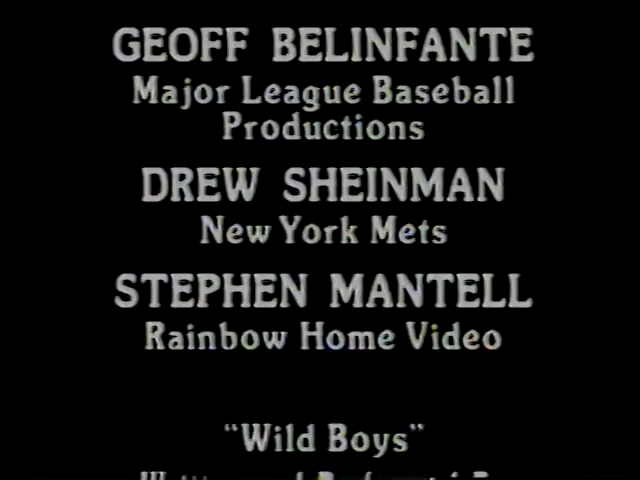 GEOFF BELINFANTE
Major League Baseball
Productions
DREW SHEINMAN
New York Mets
STEPHEN MANTELL
Rainbow Home Video
"Wild Boys"